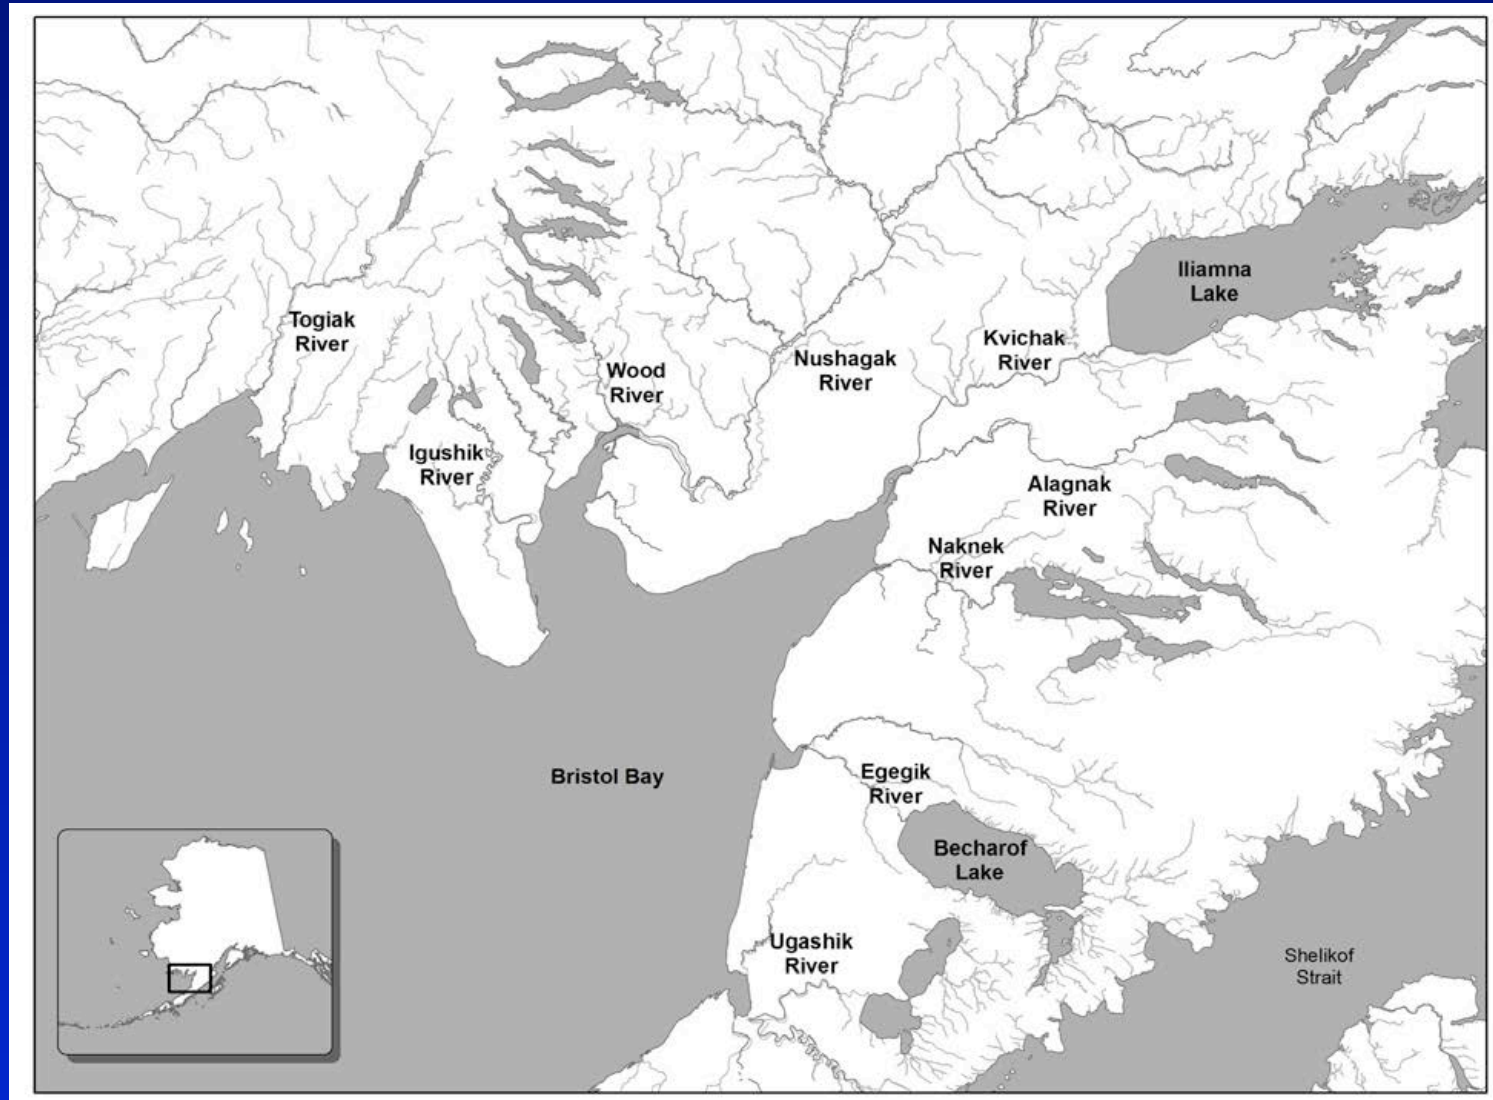 Iliamna
Lake
Togiak
River
Kvichak
River
Nushagak
River
Wood
River
Igushik
River
Alagnak
River
Naknek
River
Egegik
River
Bristol Bay
Becharof
Lake
Ugashik
River
Shelikof
Strait